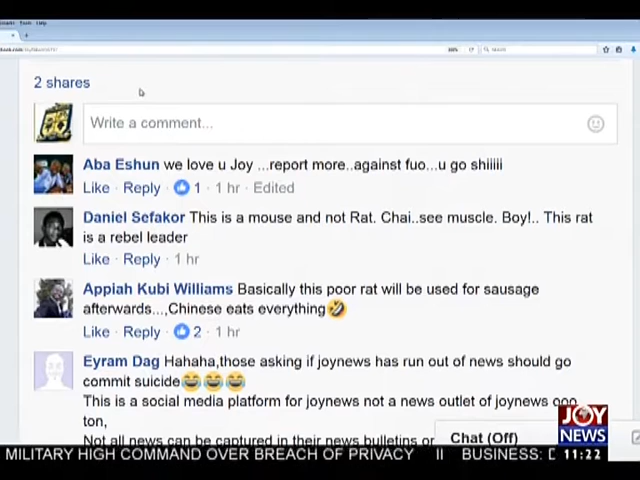 Tools Help
2 shares
Write a comment...
Aba Eshun we love u Joy ...report more..against fuo...u go shiiiii
Like · Reply · 1 · 1 hr · Edited
Daniel Sefakor This is a mouse and not Rat. Chai..see muscle. Boy!.. This rat
is a rebel leader
Like · Reply · 1 hr
Appiah Kubi Williams Basically this poor rat will be used for sausage
afterwards...,Chinese eats everything🤣
Like · Reply · 2 · 1 hr
Eyram Dag Hahaha,those asking if joynews has run out of news should go
commit suicide😂😂😂
This is a social media platform for joynews not a news outlet of joynews ooo
ton,
Not all news can be captured in their news bulletins or
Chat (Off)
JOY
NEWS
MILITARY HIGH COMMAND OVER BREACH OF PRIVACY II BUSINESS: D
11:22